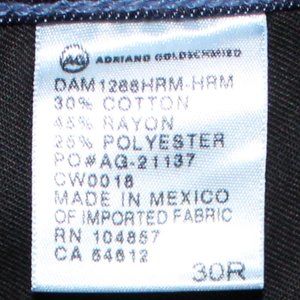 AG ADRIANO GOLDSCHMIED
DAM1288HRM-HRM
30% COTTON
45% RAYON
25% POLYESTER
PO#AG-21137
CW0018
MADE IN MEXICO
OF IMPORTED FABRIC
RN 104857
CA 54612
30R